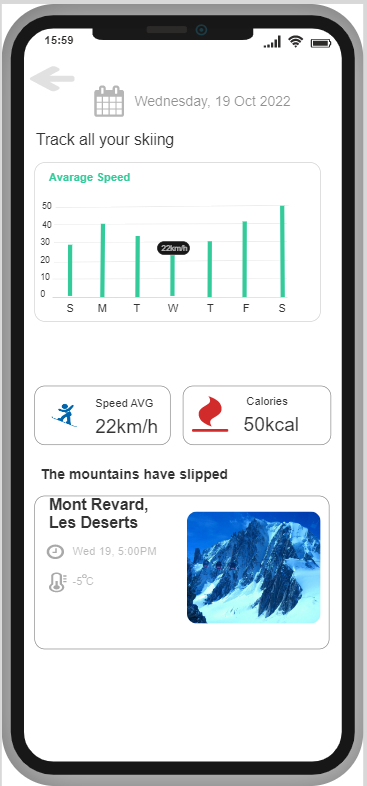 15:59
Wednesday, 19 Oct 2022
Track all your skiing
Avarage Speed
50
40
30
20
10
0
22km/h
S M T W T F S
Speed AVG
22km/h
Calories
50kcal
The mountains have slipped
Mont Revard,
Les Deserts
Wed 19, 5:00PM
-5°C